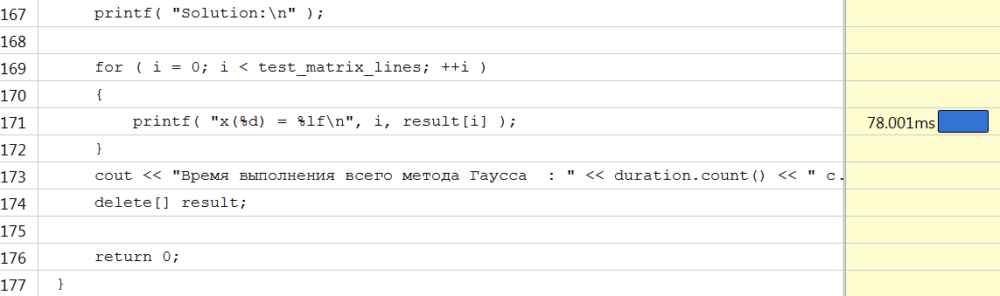 167 printf( "Solution:\n" );
168
169 for ( i = 0; i < test_matrix_lines; ++i )
170 {
171 printf( "x(%d) = %lf\n", i, result[i] ); 78.001ms
172 }
173 cout << "Время выполнения всего метода Гаусса  : " << duration.count() << " с.
174 delete[] result;
175
176 return 0;
177 }